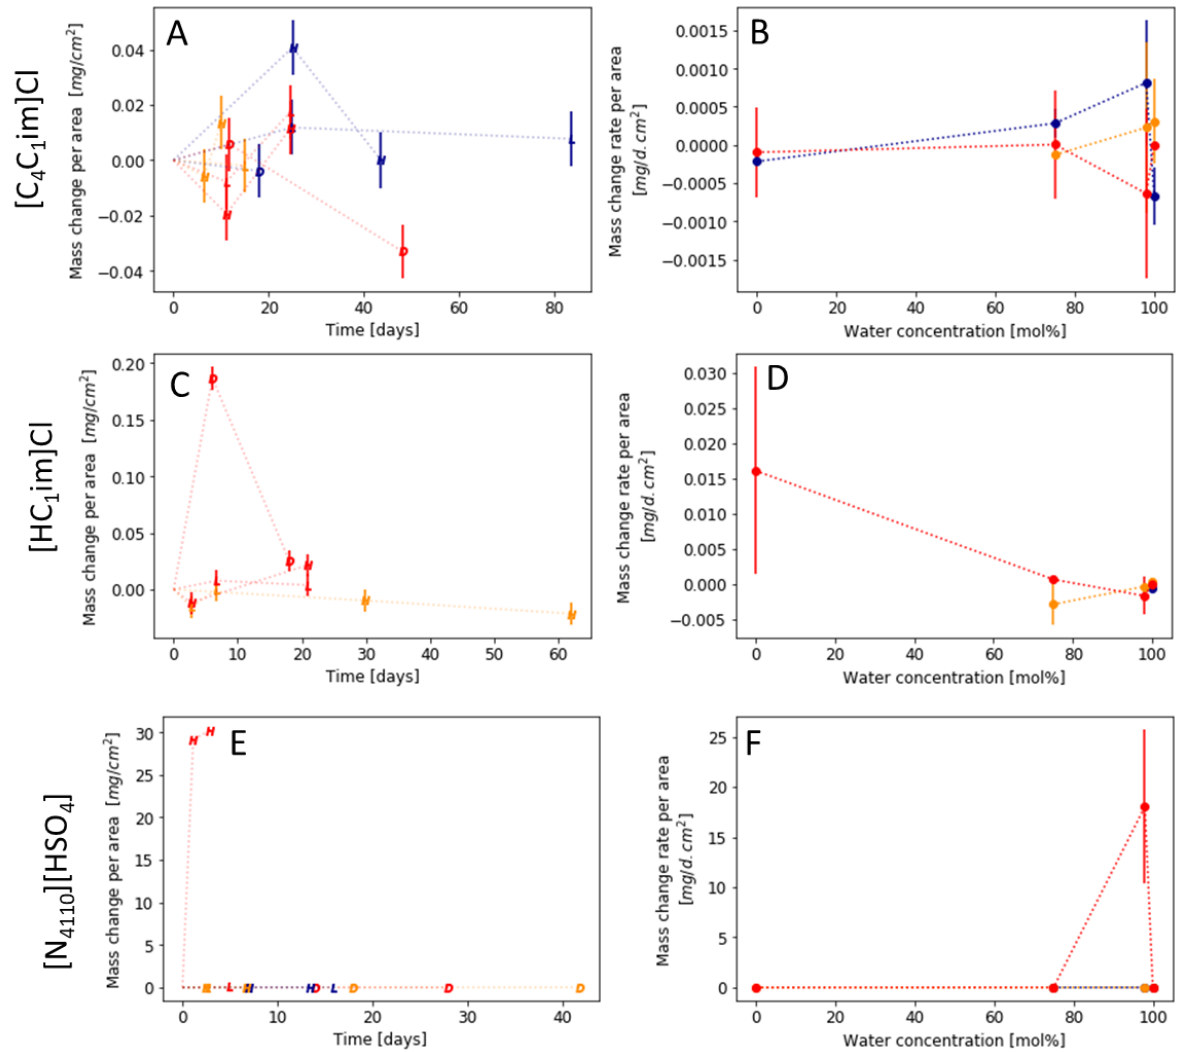 [C4C1im]Cl
A
Mass change per area [mg/cm²]
0.04
0.02
0.00
−0.02
−0.04
H
H
L
H
L
D
D
H
D
L
H
D
0 20 40 60 80
Time [days]
B
Mass change rate per area
[mg/d.cm²]
0.0015
0.0010
0.0005
0.0000
−0.0005
−0.0010
−0.0015
0 20 40 60 80 100
Water concentration [mol%]
[HC1im]Cl
C
Mass change per area [mg/cm²]
0.20
0.15
0.10
0.05
0.00
D
D
H
H
L
L
H
H
0 10 20 30 40 50 60
Time [days]
D
Mass change rate per area
[mg/d.cm²]
0.030
0.025
0.020
0.015
0.010
0.005
0.000
−0.005
0 20 40 60 80 100
Water concentration [mol%]
[N4110][HSO4]
E
Mass change per area [mg/cm²]
30
25
20
15
10
5
0
H H
L H D L D D D
0 10 20 30 40
Time [days]
F
Mass change rate per area
[mg/d.cm²]
25
20
15
10
5
0
0 20 40 60 80 100
Water concentration [mol%]